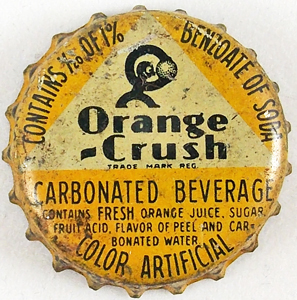 CONTAINS 1/20 OF 1%
BENZOATE OF SODA
Orange
-Crush
TRADE MARK REG.
CARBONATED BEVERAGE
CONTAINS FRESH ORANGE JUICE, SUGAR,
FRUIT ACID, FLAVOR OF PEEL AND CAR-
BONATED WATER
COLOR ARTIFICIAL